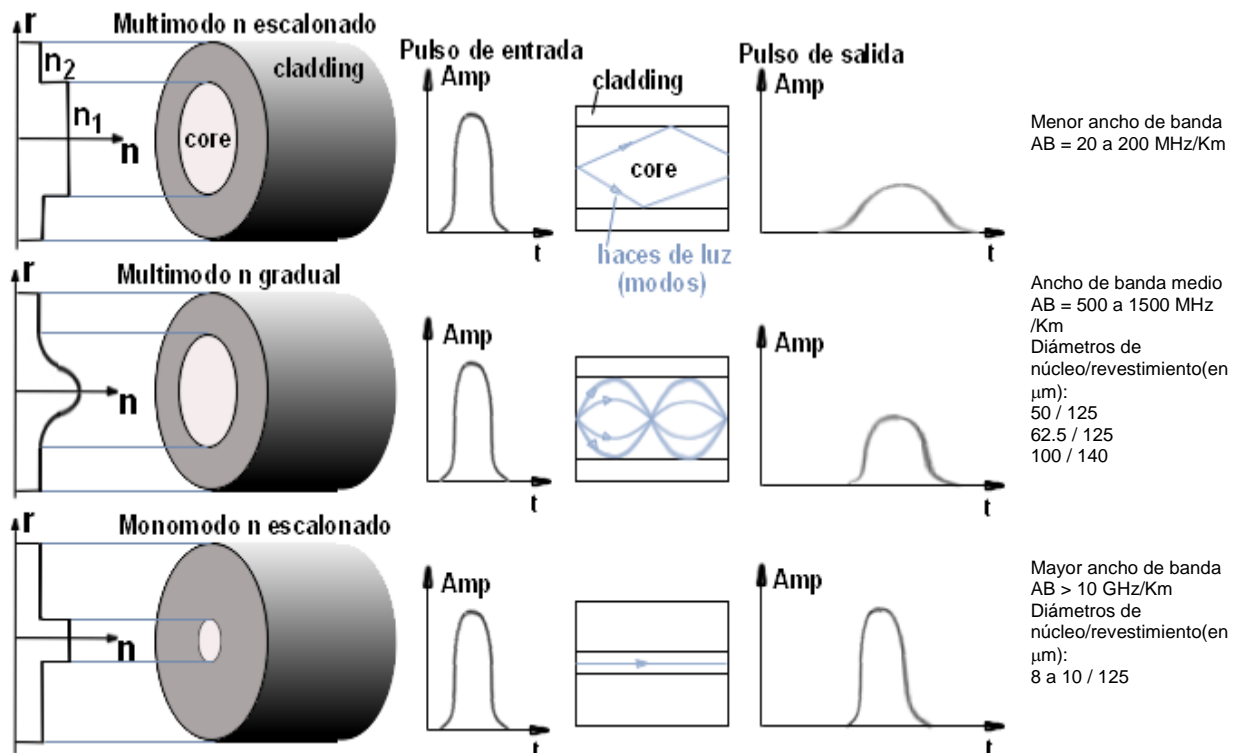 r
Multimodo n escalonado
n2
n1
n
cladding
core
Pulso de entrada
Amp
t
cladding
core
haces de luz
(modos)
Pulso de salida
Amp
t
Menor ancho de banda
AB = 20 a 200 MHz/Km
r
Multimodo n gradual
n
Amp
t
Amp
t
Ancho de banda medio
AB = 500 a 1500 MHz
/Km
Diámetros de
núcleo/revestimiento(en
μm):
50 / 125
62.5 / 125
100 / 140
r
Monomodo n escalonado
n
Amp
t
Amp
t
Mayor ancho de banda
AB > 10 GHz/Km
Diámetros de
núcleo/revestimiento(en
μm):
8 a 10 / 125